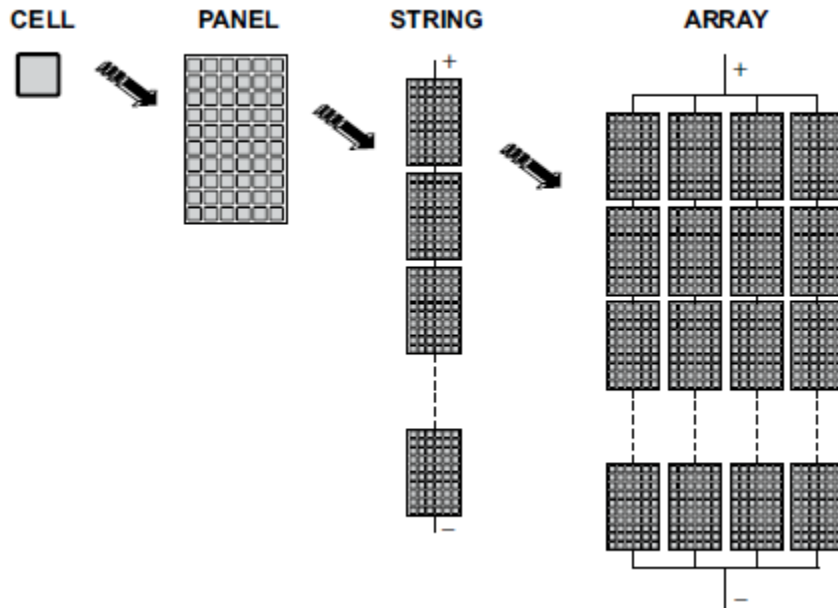 CELL PANEL STRING ARRAY
+ +
−
−